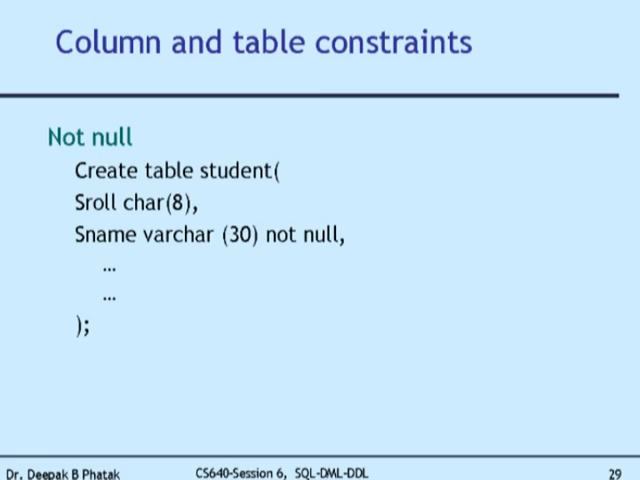 Column and table constraints
Not null
Create table student(
Sroll char(8),
Sname varchar (30) not null,
...
...
);
Dr. Deepak B Phatak
CS640-Session 6, SQL-DML-DDL
29